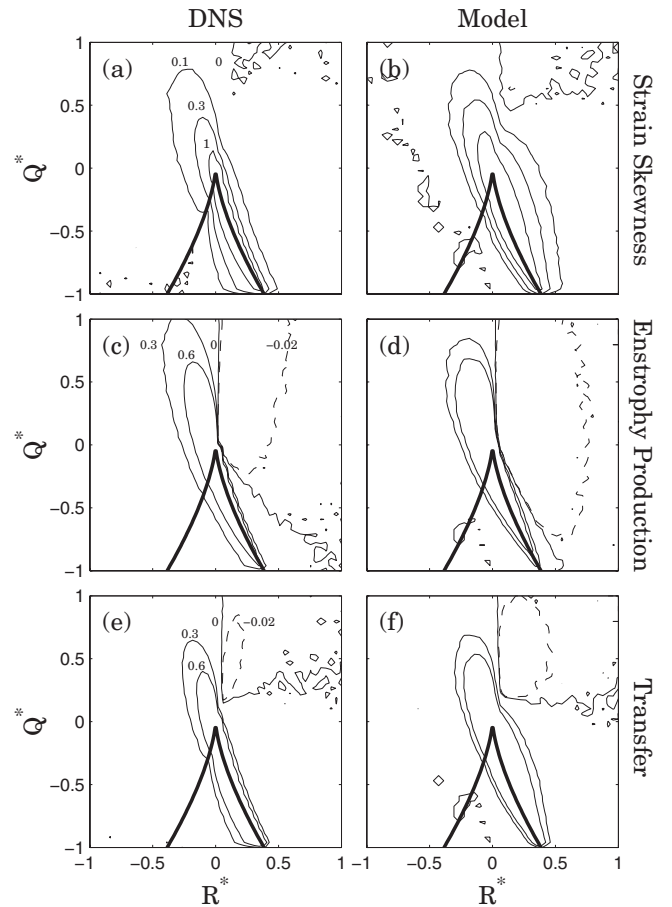 DNS Model
(a) 0.1 0 (b)
0.3
1
Q* Strain Skewness
1
0.5
0
−0.5
−1
(c) 0.3 0 −0.02 (d)
0.6
Q* Enstrophy Production
1
0.5
0
−0.5
−1
(e) 0 −0.02 (f)
0.3
0.6
Q* Transfer
1
0.5
0
−0.5
−1
−1 −0.5 0 0.5 1 −1 −0.5 0 0.5 1
R* R*